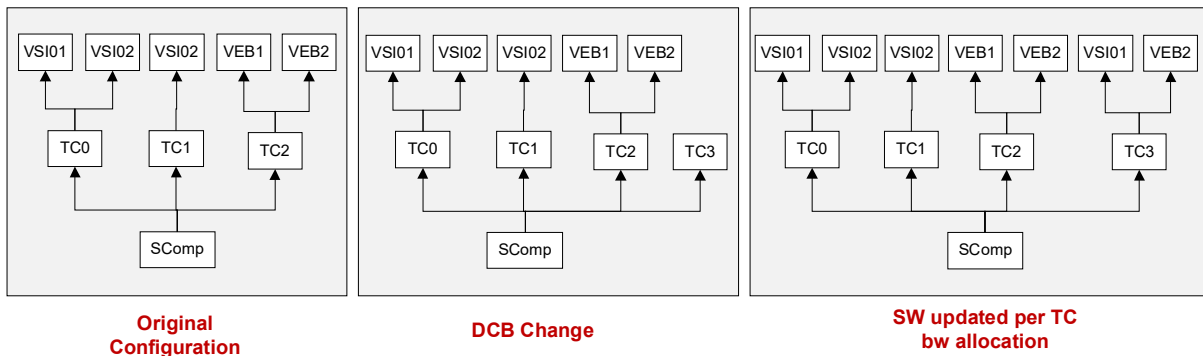 VSI01 VSI02 VSI02 VEB1 VEB2
TC0 TC1 TC2
SComp
Original
Configuration
VSI01 VSI02 VSI02 VEB1 VEB2
TC0 TC1 TC2 TC3
SComp
DCB Change
VSI01 VSI02 VSI02 VEB1 VEB2 VSI01 VEB2
TC0 TC1 TC2 TC3
SComp
SW updated per TC
bw allocation